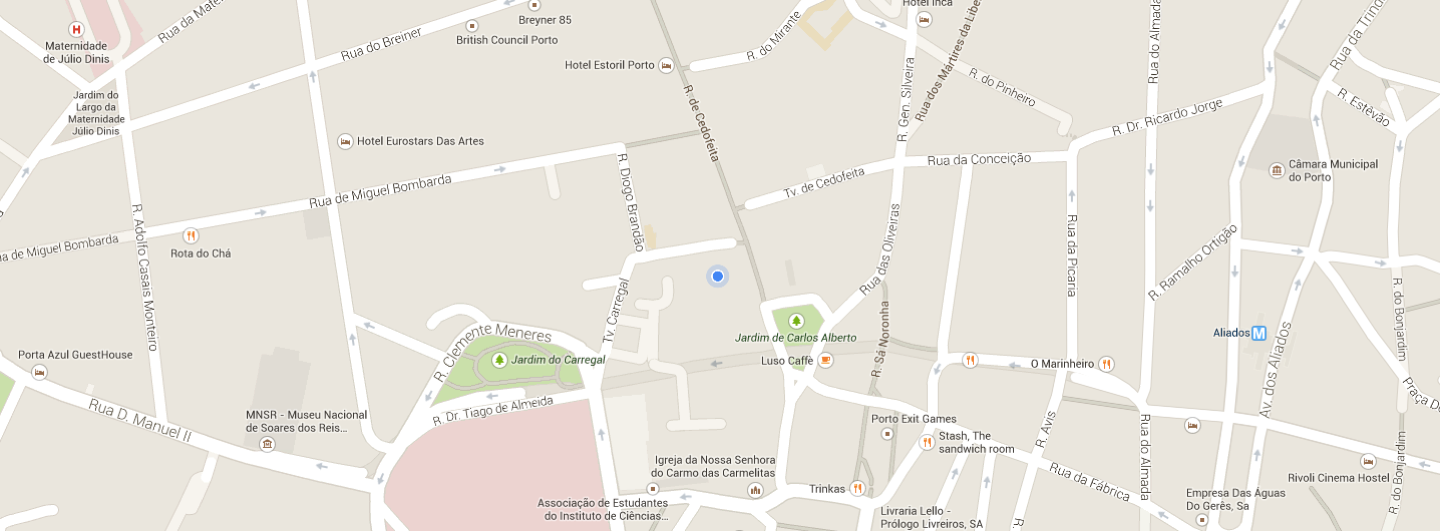 Hotel Inca
Breyner 85
Rua da Mater
Maternidade
de Júlio Dinis
Rua do Breiner
British Council Porto
R. do Mirante
Rua dos Mártires da Liber
Rua do Almada
Rua da Trind
Hotel Estoril Porto
R. de Cedofeita
R. Gen. Silveira
R. do Pinheiro
R. Dr. Ricardo Jorge
R. Estêvão
Jardim do
Largo da
Maternidade
Júlio Dinis
Hotel Eurostars Das Artes
Rua da Conceição
Câmara Municipal
do Porto
Rua de Miguel Bombarda
R. Diogo Brandão
Tv. de Cedofeita
ua de Miguel Bombarda
Rota do Chá
R. Adolfo Casais Monteiro
Rua das Oliveiras
Rua da Picaria
R. Ramalho Ortigão
R. do Bonjardim
Tv. Carregal
R. Clemente Meneres
Jardim de Carlos Alberto
R. Sá Noronha
Aliados M
Av. dos Aliados
Porta Azul GuestHouse
Jardim do Carregal
Luso Caffè
O Marinheiro
Rua D. Manuel II
MNSR - Museu Nacional
de Soares dos Reis...
R. Dr. Tiago de Almeida
Porto Exit Games
Stash, The
sandwich room
R. Avis
Rua do Almada
Praça D
R. do Bonjardim
Igreja da Nossa Senhora
do Carmo das Carmelitas
Trinkas
Rua da Fábrica
Rivoli Cinema Hostel
Associação de Estudantes
do Instituto de Ciências...
Livraria Lello -
Prólogo Livreiros, SA
Empresa Das Águas
Do Gerês, Sa
R.
H